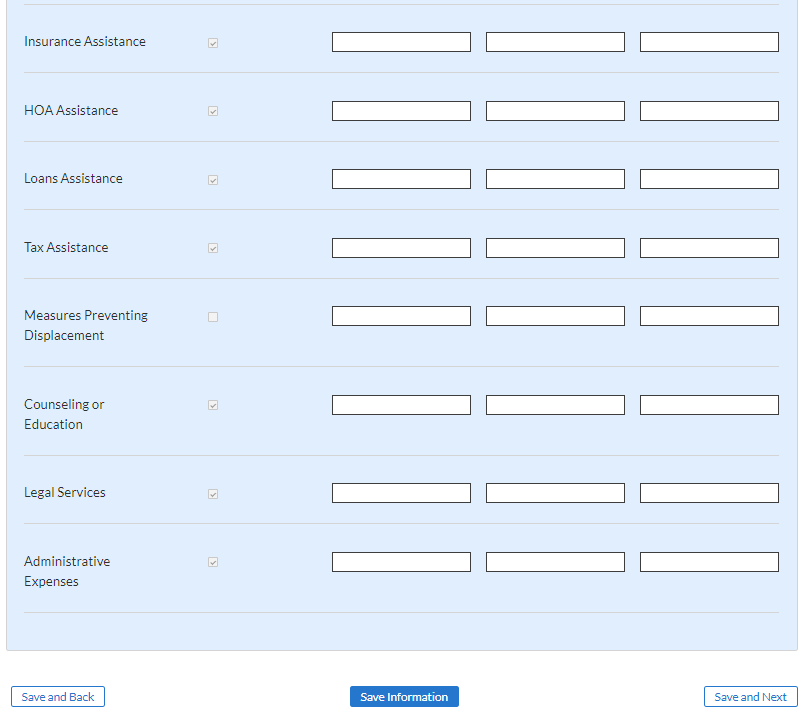 Insurance Assistance
HOA Assistance
Loans Assistance
Tax Assistance
Measures Preventing
Displacement
Counseling or
Education
Legal Services
Administrative
Expenses
Save and Back
Save Information
Save and Next